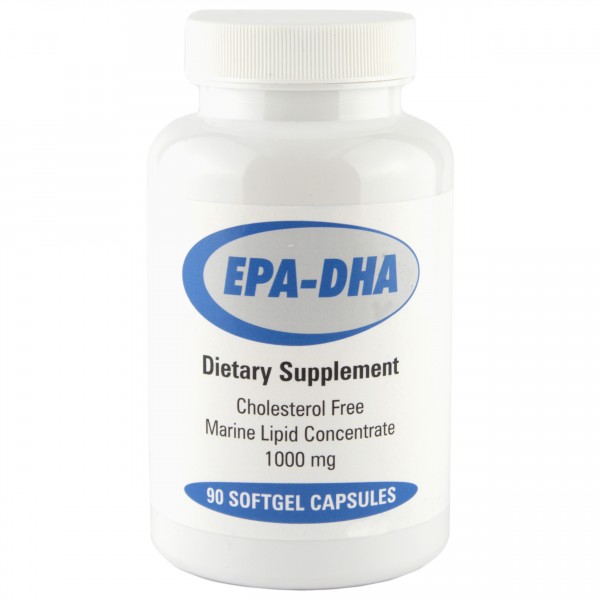 EPA-DHA
Dietary Supplement
Cholesterol Free
Marine Lipid Concentrate
1000 mg
90 SOFTGEL CAPSULES